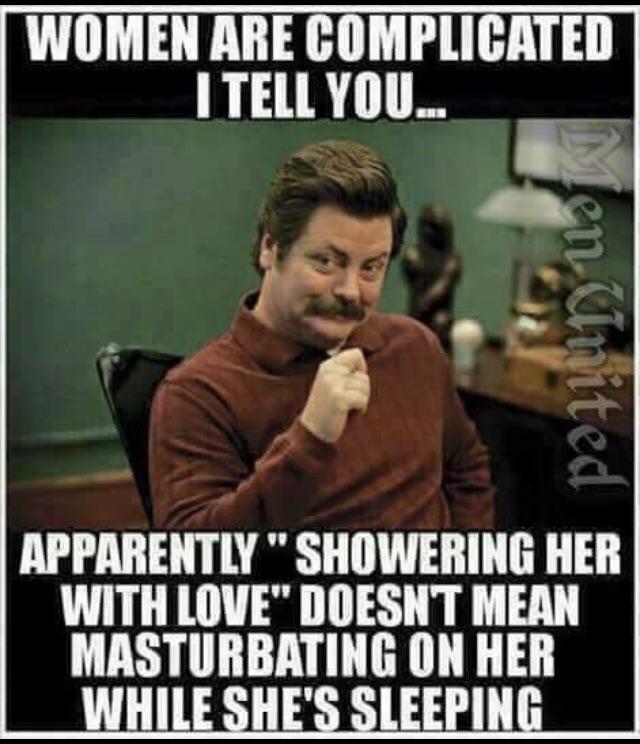 WOMEN ARE COMPLICATED
I TELL YOU...
Men United
APPARENTLY " SHOWERING HER
WITH LOVE" DOESN'T MEAN
MASTURBATING ON HER
WHILE SHE'S SLEEPING